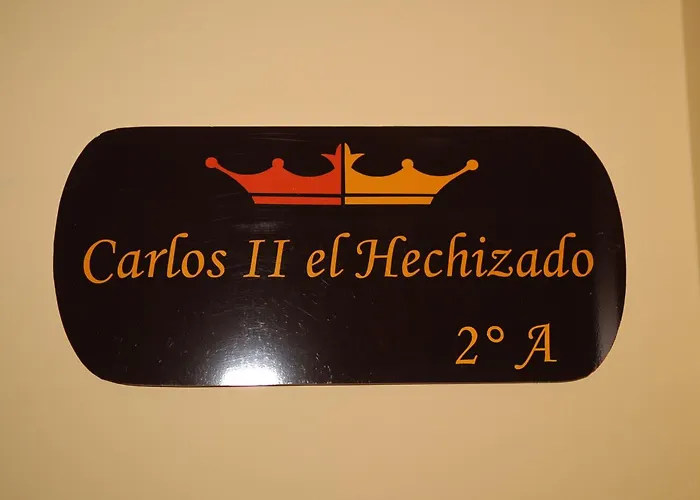 Carlos II el Hechizado
2° A